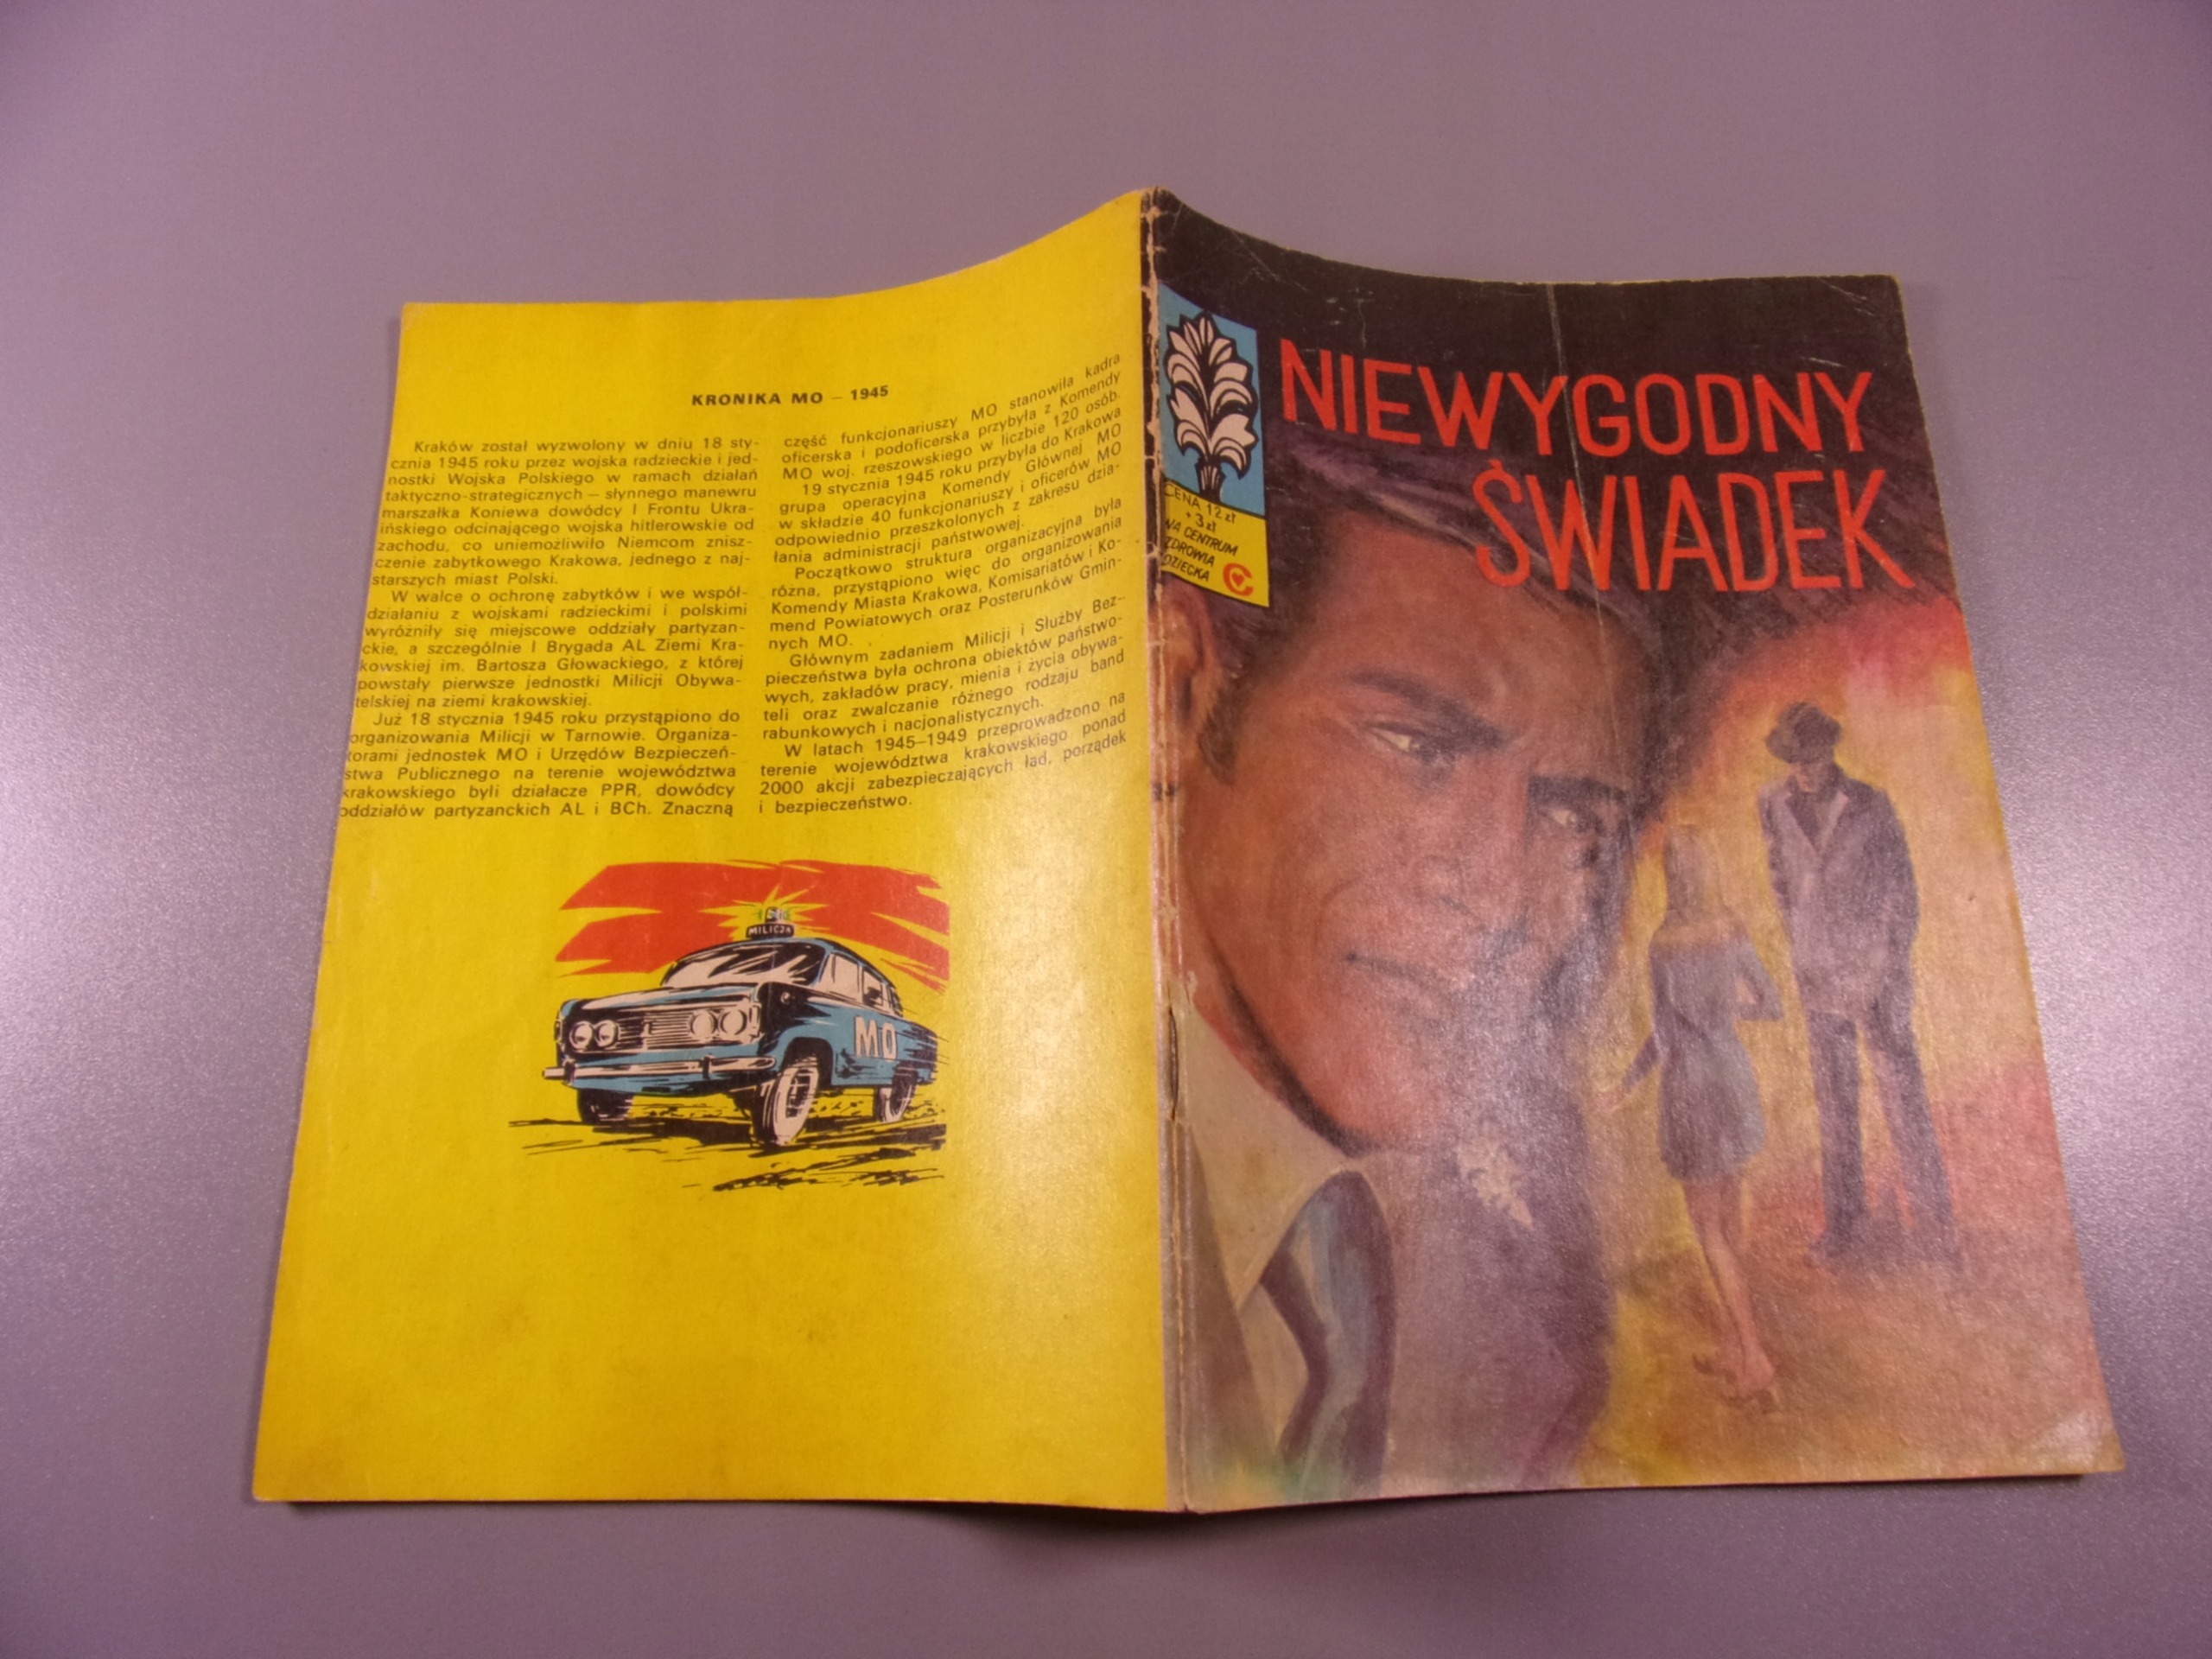 KRONIKA MO – 1945
Kraków został wyzwolony w dniu 18 sty-
cznia 1945 roku przez wojska radzieckie i jed-
nostki Wojska Polskiego w ramach działań
taktyczno-strategicznych – słynnego manewru
marszałka Koniewa dowódcy I Frontu Ukra-
ińskiego odcinającego wojska hitlerowskie od
zachodu, co uniemożliwiło Niemcom znisz-
czenie zabytkowego Krakowa, jednego z naj-
starszych miast Polski.
W walce o ochronę zabytków i we współ-
działaniu z wojskami radzieckimi i polskimi
wyróżniły się miejscowe oddziały partyzan-
ckie, a szczególnie I Brygada AL Ziemi Kra-
kowskiej im. Bartosza Głowackiego, z której
powstały pierwsze jednostki Milicji Obywa-
telskiej na ziemi krakowskiej.
Już 18 stycznia 1945 roku przystąpiono do
organizowania Milicji w Tarnowie. Organiza-
torami jednostek MO i Urzędów Bezpieczeń-
stwa Publicznego na terenie województwa
krakowskiego byli działacze PPR, dowódcy
oddziałów partyzanckich AL i BCh. Znaczną
część funkcjonariuszy MO stanowiła kadra
oficerska i podoficerska przybyła z Komendy
MO woj. rzeszowskiego w liczbie 120 osób.
19 stycznia 1945 roku przybyła do Krakowa
grupa operacyjna Komendy Głównej MO
w składzie 40 funkcjonariuszy i oficerów MO
odpowiednio przeszkolonych z zakresu dzia-
łania administracji państwowej.
Początkowo struktura organizacyjna była
różna, przystąpiono więc do organizowania
Komendy Miasta Krakowa, Komisariatów i Ko-
mend Powiatowych oraz Posterunków Gmin-
nych MO.
Głównym zadaniem Milicji i Służby Bez-
pieczeństwa była ochrona obiektów państwo-
wych, zakładów pracy, mienia i życia obywa-
teli oraz zwalczanie różnego rodzaju band
rabunkowych i nacjonalistycznych.
W latach 1945–1949 przeprowadzono na
terenie województwa krakowskiego ponad
2000 akcji zabezpieczających ład, porządek
i bezpieczeństwo.
MILICJA
MO
NIEWYGODNY
ŚWIADEK
CENA 12 zł
+ 3 zł
NA CENTRUM
ZDROWIA
DZIECKA